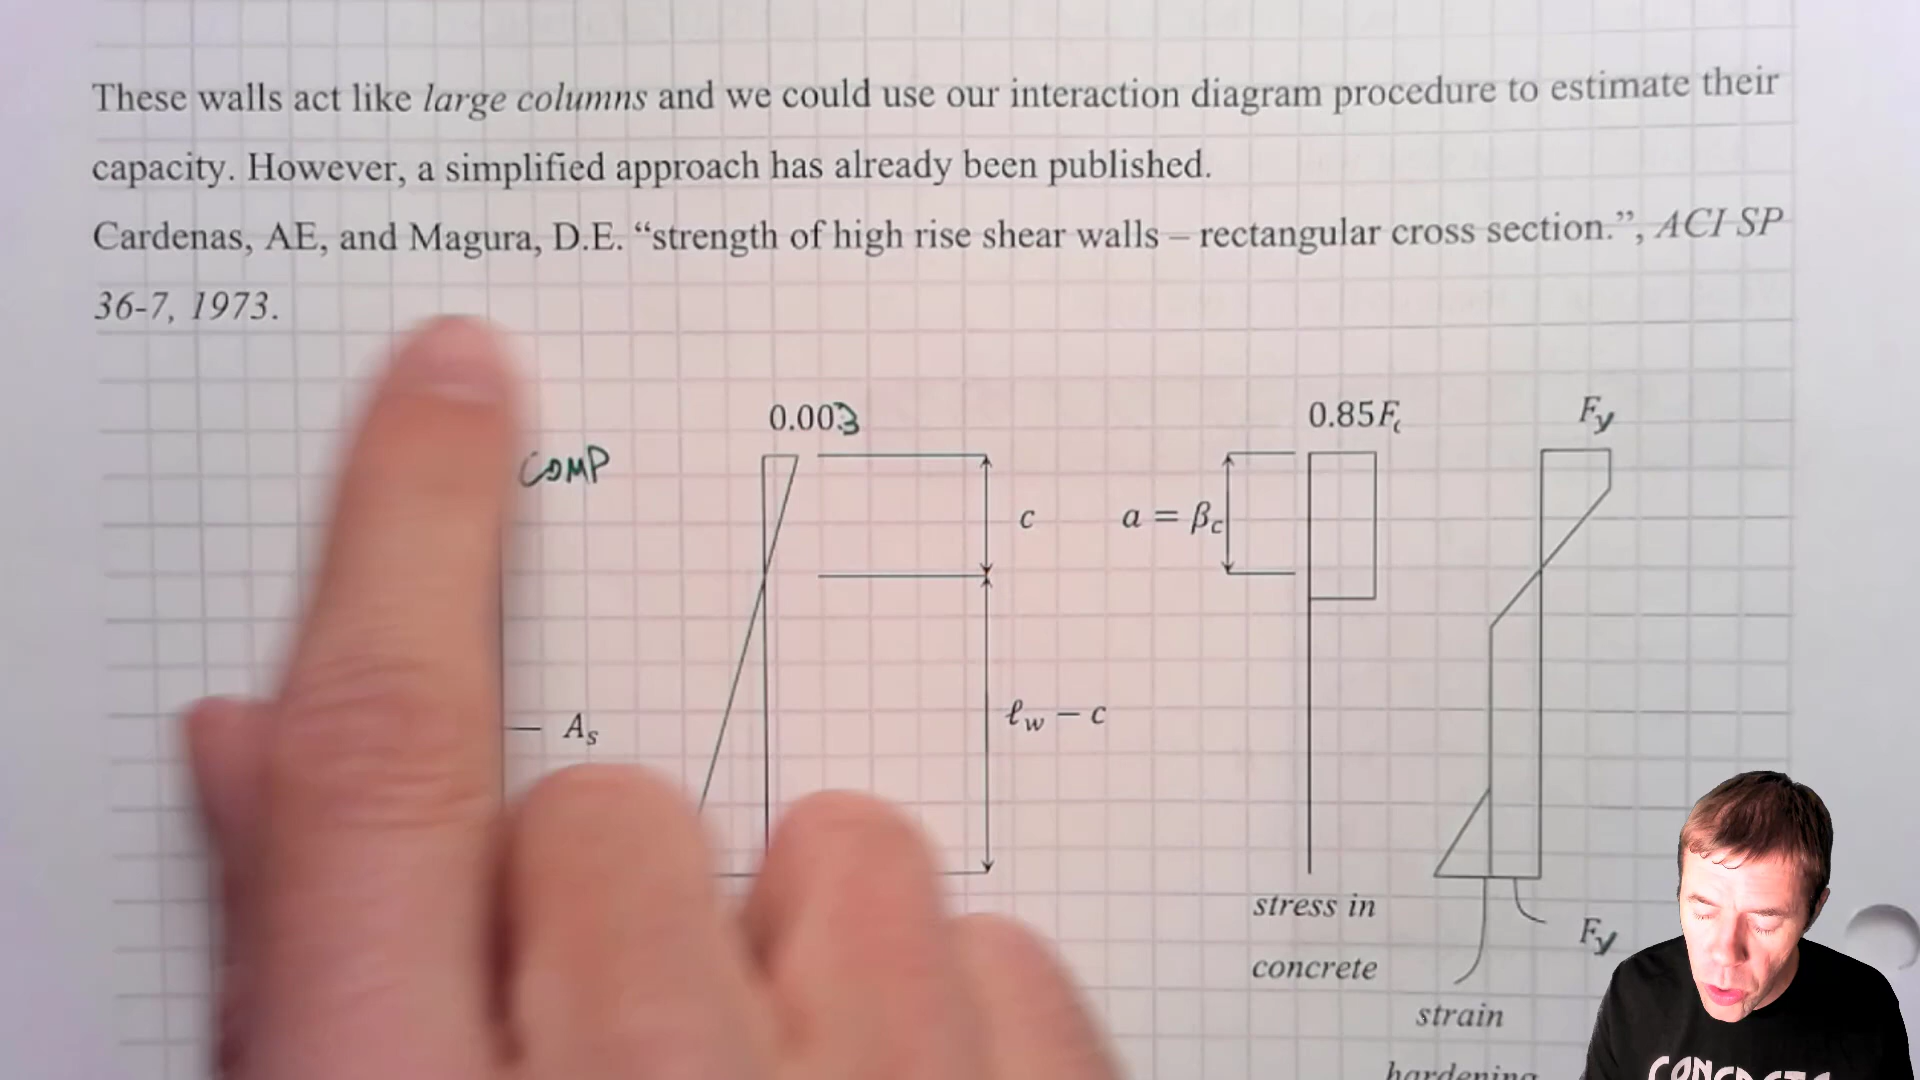 These walls act like large columns and we could use our interaction diagram procedure to estimate their
capacity. However, a simplified approach has already been published.
Cardenas, AE, and Magura, D.E. “strength of high rise shear walls – rectangular cross section.”, ACI SP
36-7, 1973.
0.003
0.85F꜀
Fy
COMP
c
a = βc
— Aₛ
ℓw − c
stress in
concrete
Fy
strain
hardening